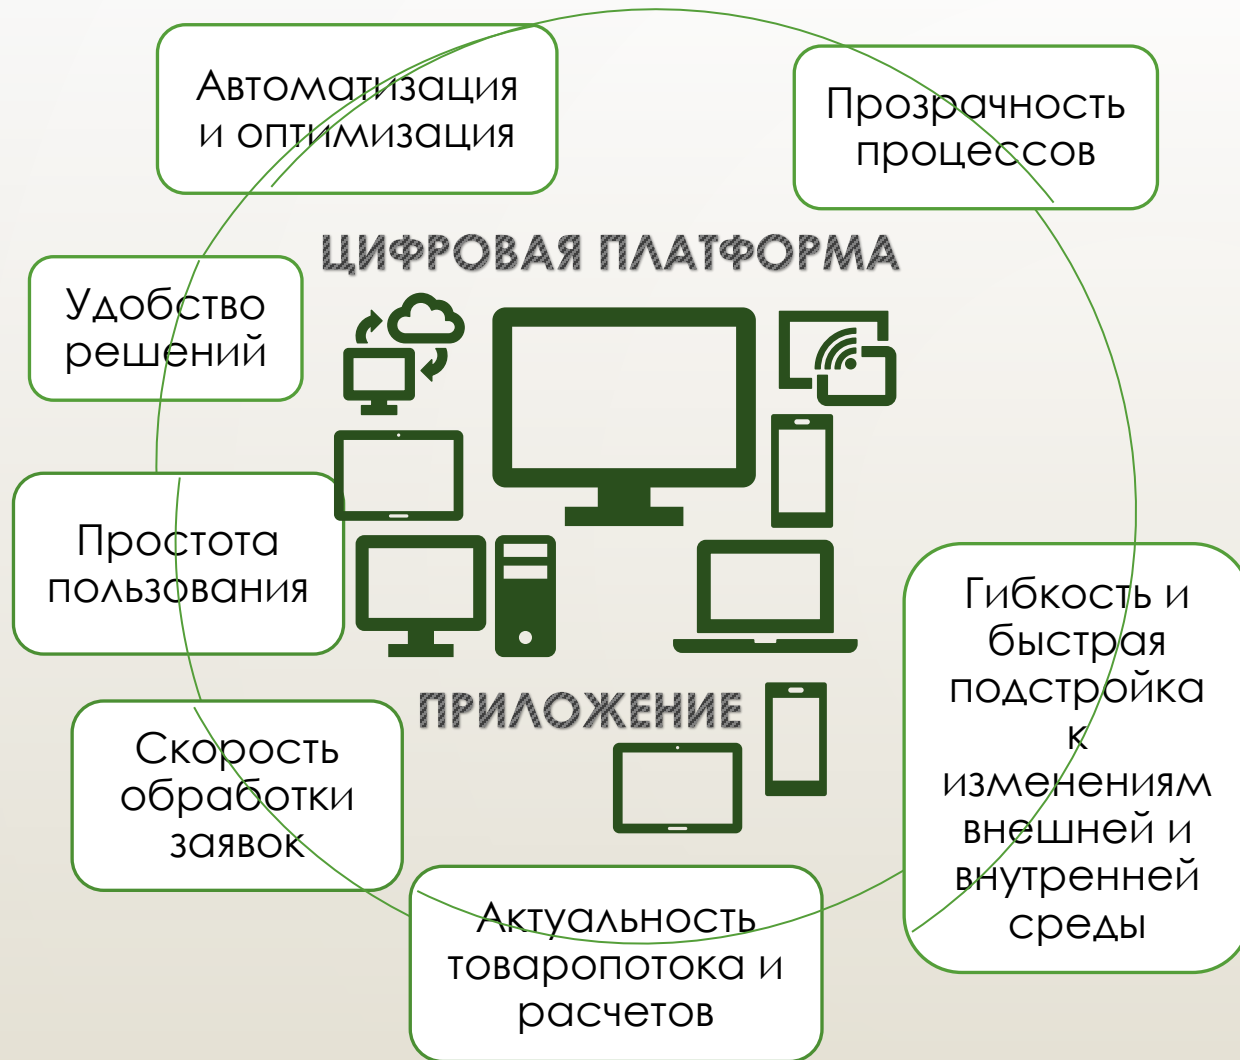 Автоматизация
и оптимизация
Прозрачность
процессов
ЦИФРОВАЯ ПЛАТФОРМА
Удобство
решений
Простота
пользования
Гибкость и
быстрая
подстройка
к
изменениям
внешней и
внутренней
среды
ПРИЛОЖЕНИЕ
Скорость
обработки
заявок
Актуальность
товаропотока и
расчетов